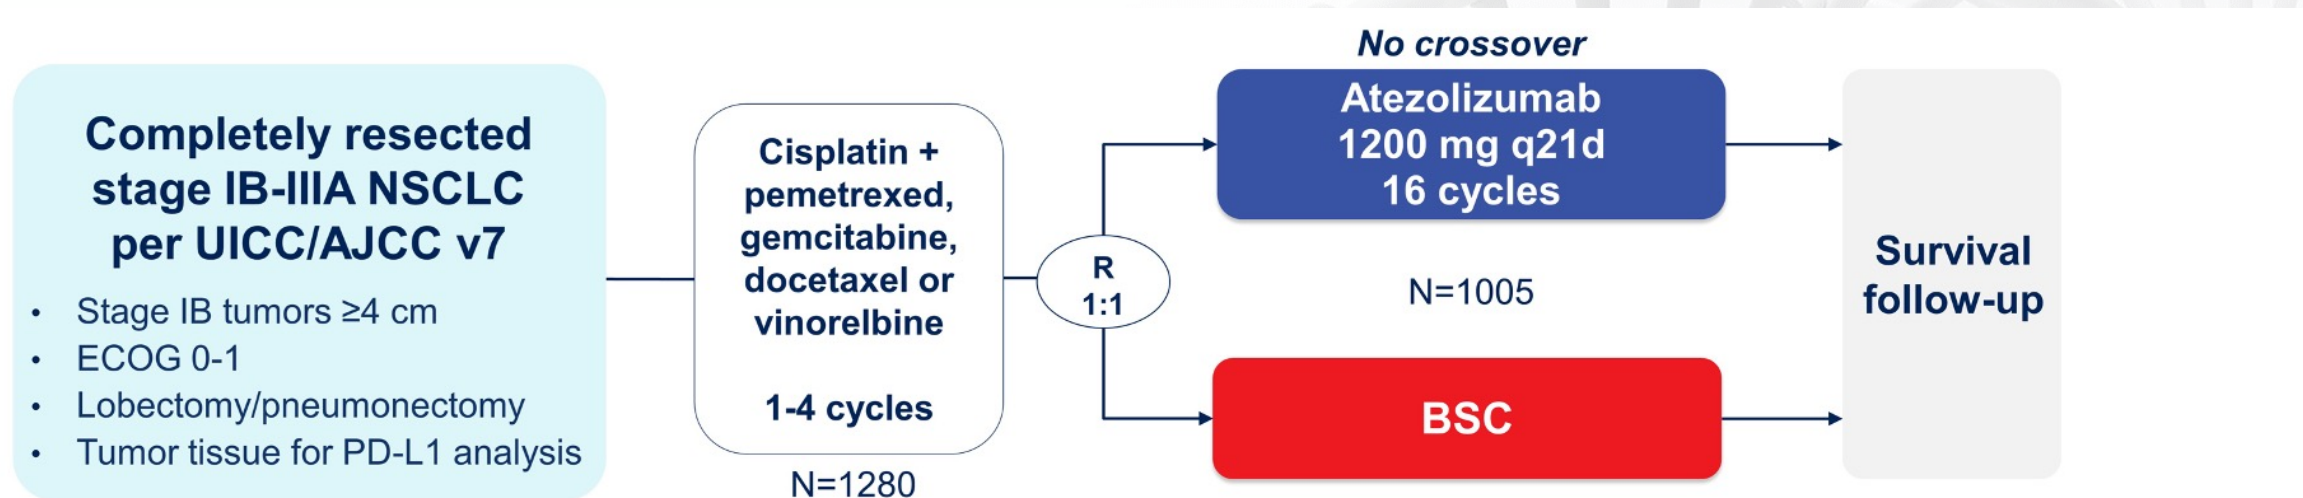 Completely resected
stage IB-IIIA NSCLC
per UICC/AJCC v7
• Stage IB tumors ≥4 cm
• ECOG 0-1
• Lobectomy/pneumonectomy
• Tumor tissue for PD-L1 analysis
Cisplatin +
pemetrexed,
gemcitabine,
docetaxel or
vinorelbine
1-4 cycles
N=1280
R
1:1
No crossover
Atezolizumab
1200 mg q21d
16 cycles
N=1005
BSC
Survival
follow-up